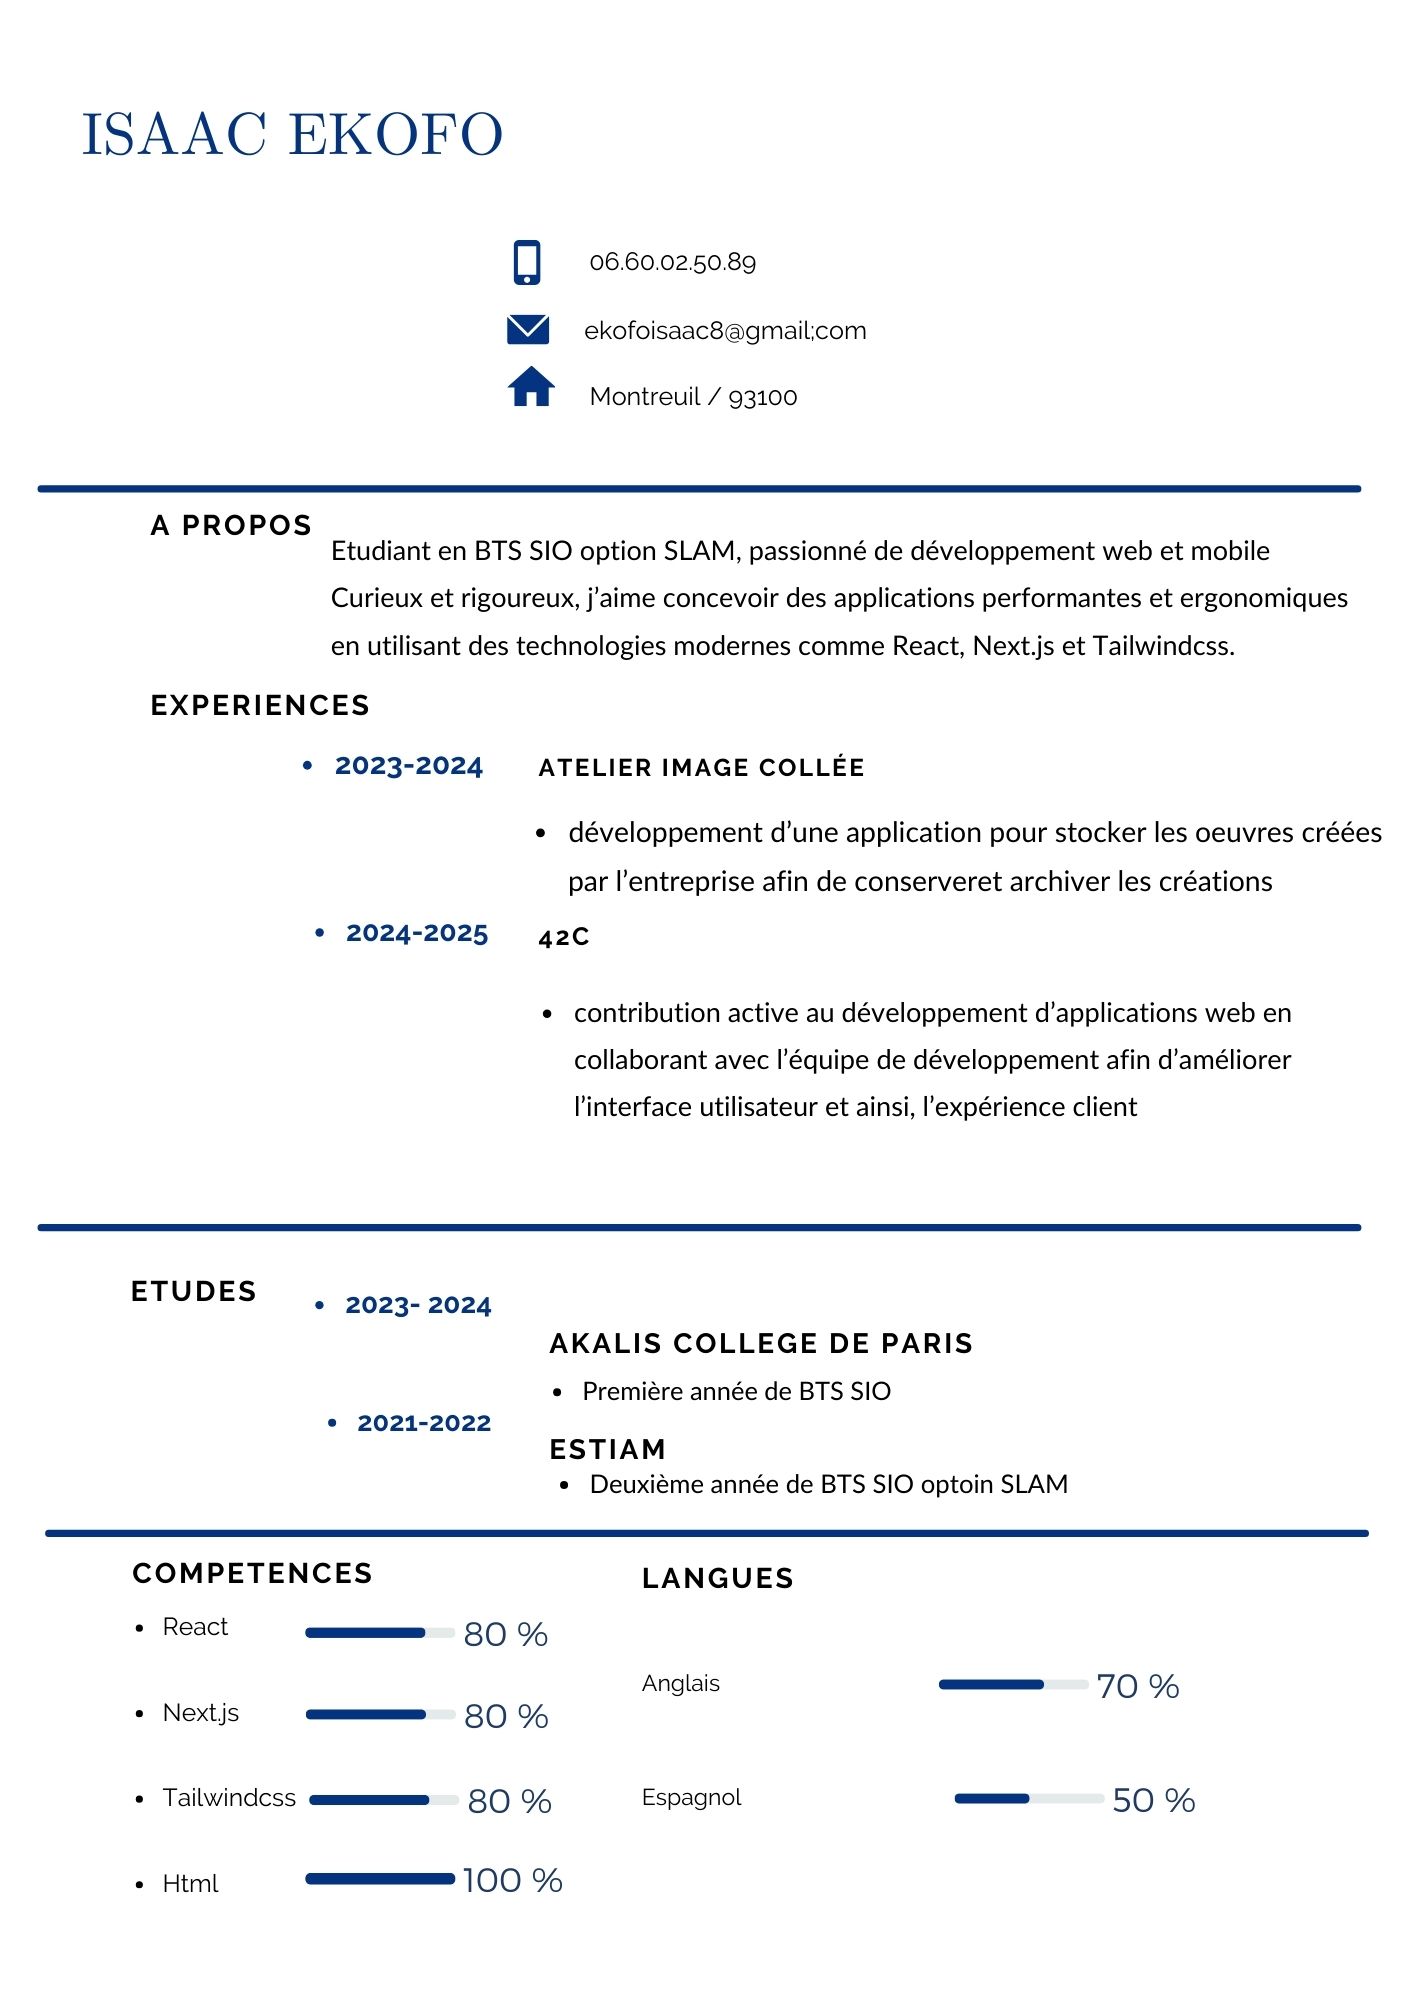 ISAAC EKOFO
06.60.02.50.89
ekofoisaac8@gmail;com
Montreuil / 93100
A PROPOS
Etudiant en BTS SIO option SLAM, passionné de développement web et mobile
Curieux et rigoureux, j’aime concevoir des applications performantes et ergonomiques
en utilisant des technologies modernes comme React, Next.js et Tailwindcss.
EXPERIENCES
• 2023-2024 ATELIER IMAGE COLLÉE
• développement d’une application pour stocker les oeuvres créées
par l’entreprise afin de conserveret archiver les créations
• 2024-2025 42C
• contribution active au développement d’applications web en
collaborant avec l’équipe de développement afin d’améliorer
l’interface utilisateur et ainsi, l’expérience client
ETUDES
• 2023- 2024
AKALIS COLLEGE DE PARIS
• Première année de BTS SIO
• 2021-2022
ESTIAM
• Deuxième année de BTS SIO optoin SLAM
COMPETENCES
• React 80 %
• Next.js 80 %
• Tailwindcss 80 %
• Html 100 %
LANGUES
Anglais 70 %
Espagnol 50 %